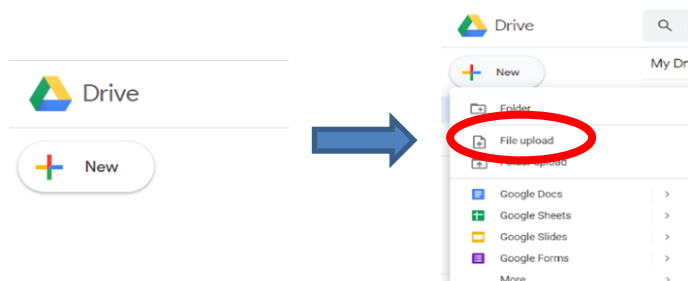 Drive
New
Drive
New
My Dr
Folder
File upload
Folder upload
Google Docs
Google Sheets
Google Slides
Google Forms
More